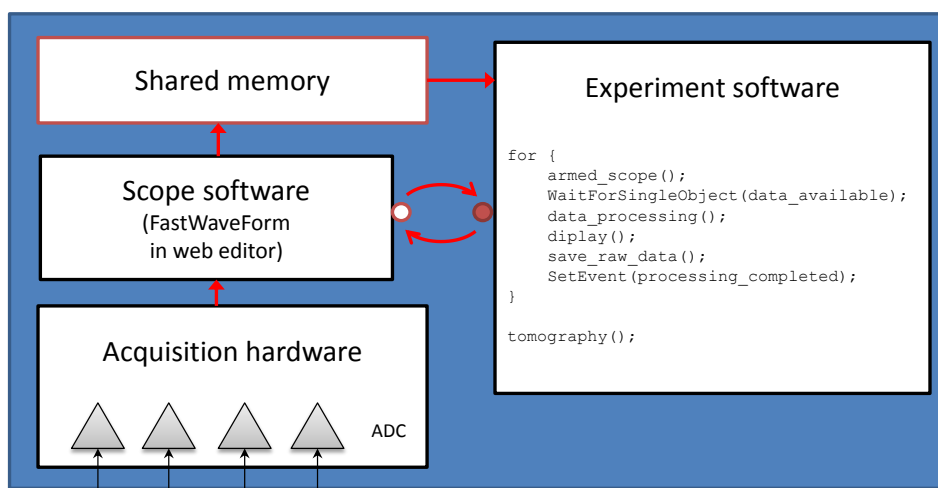 Shared memory
Scope software
(FastWaveForm
in web editor)
Acquisition hardware
ADC
Experiment software
for {
    armed_scope();
    WaitForSingleObject(data_available);
    data_processing();
    diplay();
    save_raw_data();
    SetEvent(processing_completed);
}
tomography();